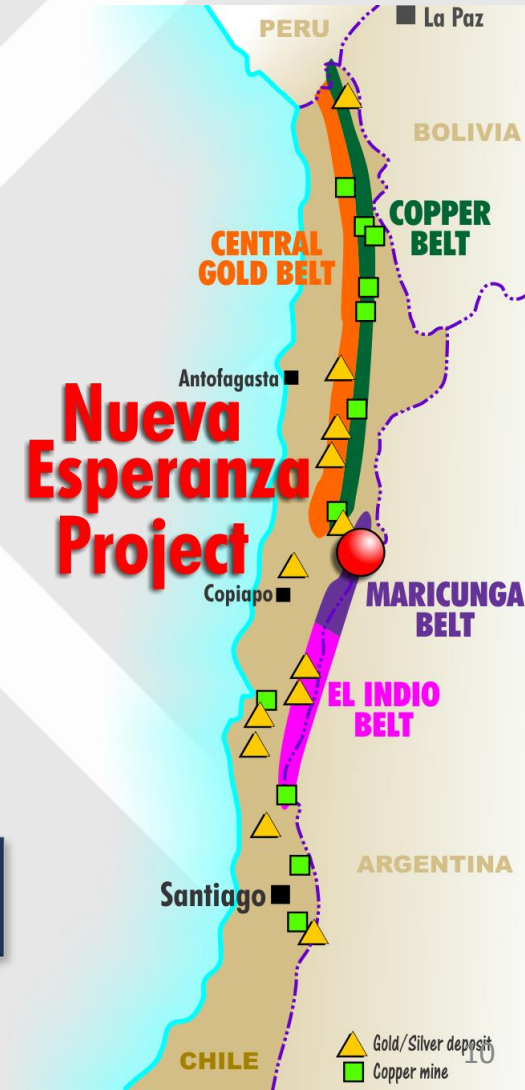 La Paz
PERU
BOLIVIA
COPPER
BELT
CENTRAL
GOLD BELT
Antofagasta
Nueva
Esperanza
Project
Copiapo
MARICUNGA
BELT
EL INDIO
BELT
ARGENTINA
Santiago
Gold/Silver deposit
10
Copper mine
CHILE